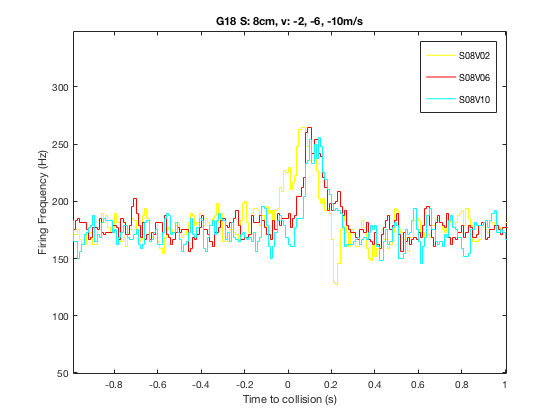 G18 S: 8cm, v: -2, -6, -10m/s
S08V02
S08V06
S08V10
Firing Frequency (Hz)
300
250
200
150
100
50
-0.8 -0.6 -0.4 -0.2 0 0.2 0.4 0.6 0.8 1
Time to collision (s)